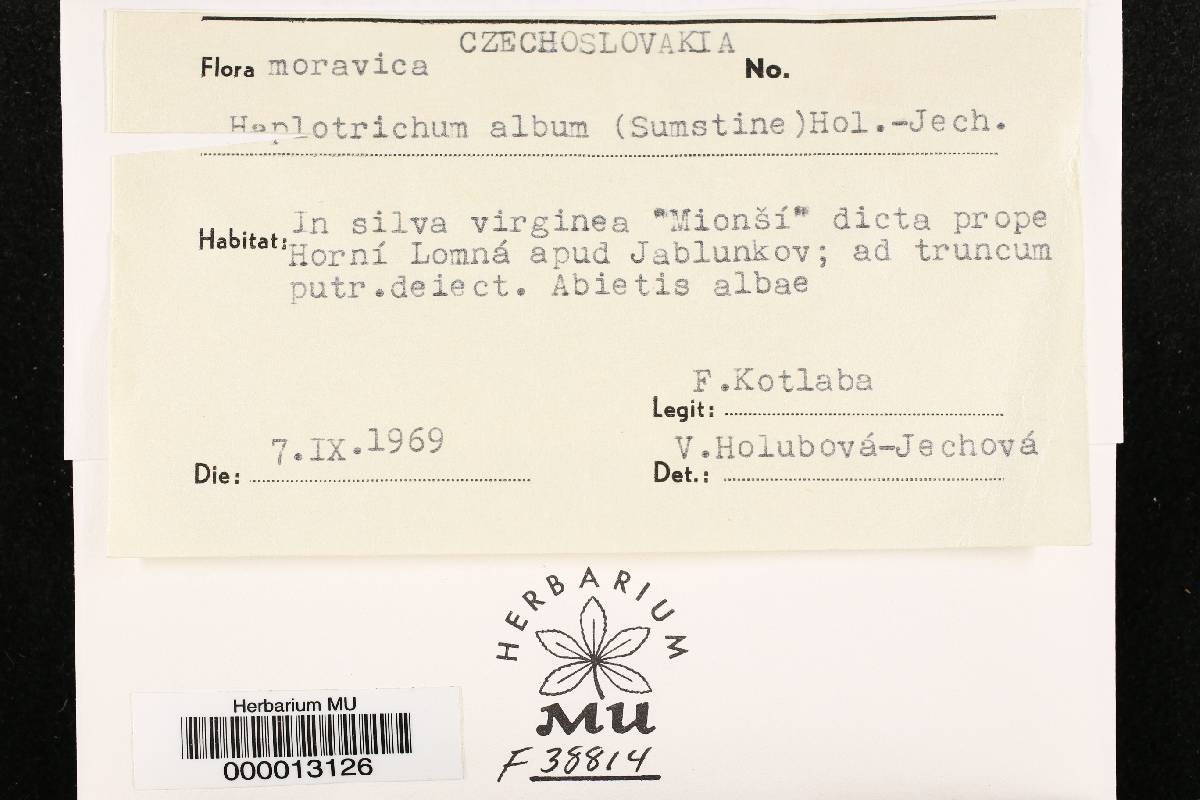 CZECHOSLOVAKIA
Flora moravica No.
Haplotrichum album (Sumstine)Hol.-Jech.
Habitat: In silva virginea "Mionší" dicta prope
Horní Lomná apud Jablunkov; ad truncum
putr.deiect. Abietis albae
F.Kotlaba
Legit:
V.Holubová-Jechová
Det.:
Die: 7.IX.1969
HERBARIUM
MU
F 38814
Herbarium MU
000013126